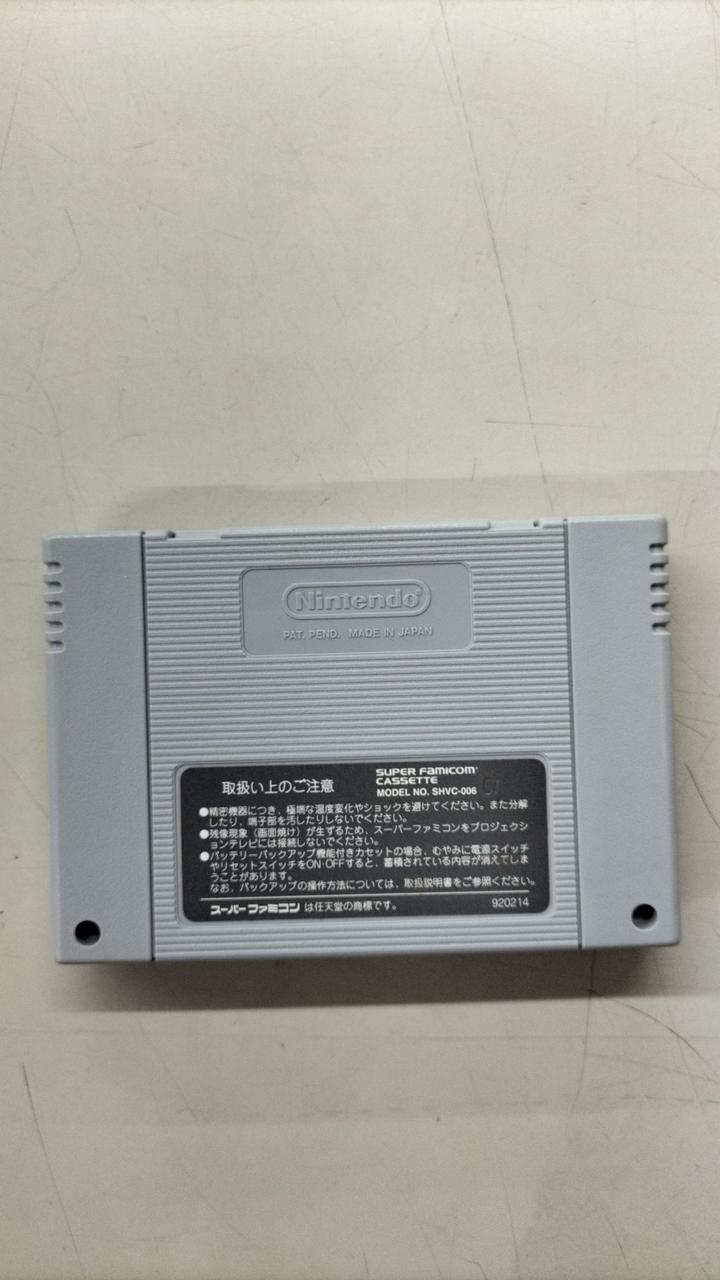 Nintendo
PAT. PEND. MADE IN JAPAN
取扱い上のご注意
SUPER FAMICOM
CASSETTE
MODEL NO. SHVC-006
●精密機器につき、極端な温度変化やショックを避けてください。また分解
したり、端子部を汚したりしないでください。
●残像現象（画面焼け）が生ずるため、スーパーファミコンをプロジェクシ
ョンテレビには接続しないでください。
●バッテリーバックアップ機能付きカセットの場合、むやみに電源スイッチ
やリセットスイッチをON・OFFすると、蓄積されている内容が消えてしま
うことがあります。
なお、バックアップの操作方法については、取扱説明書をご参照ください。
スーパーファミコン は任天堂の商標です。
920214